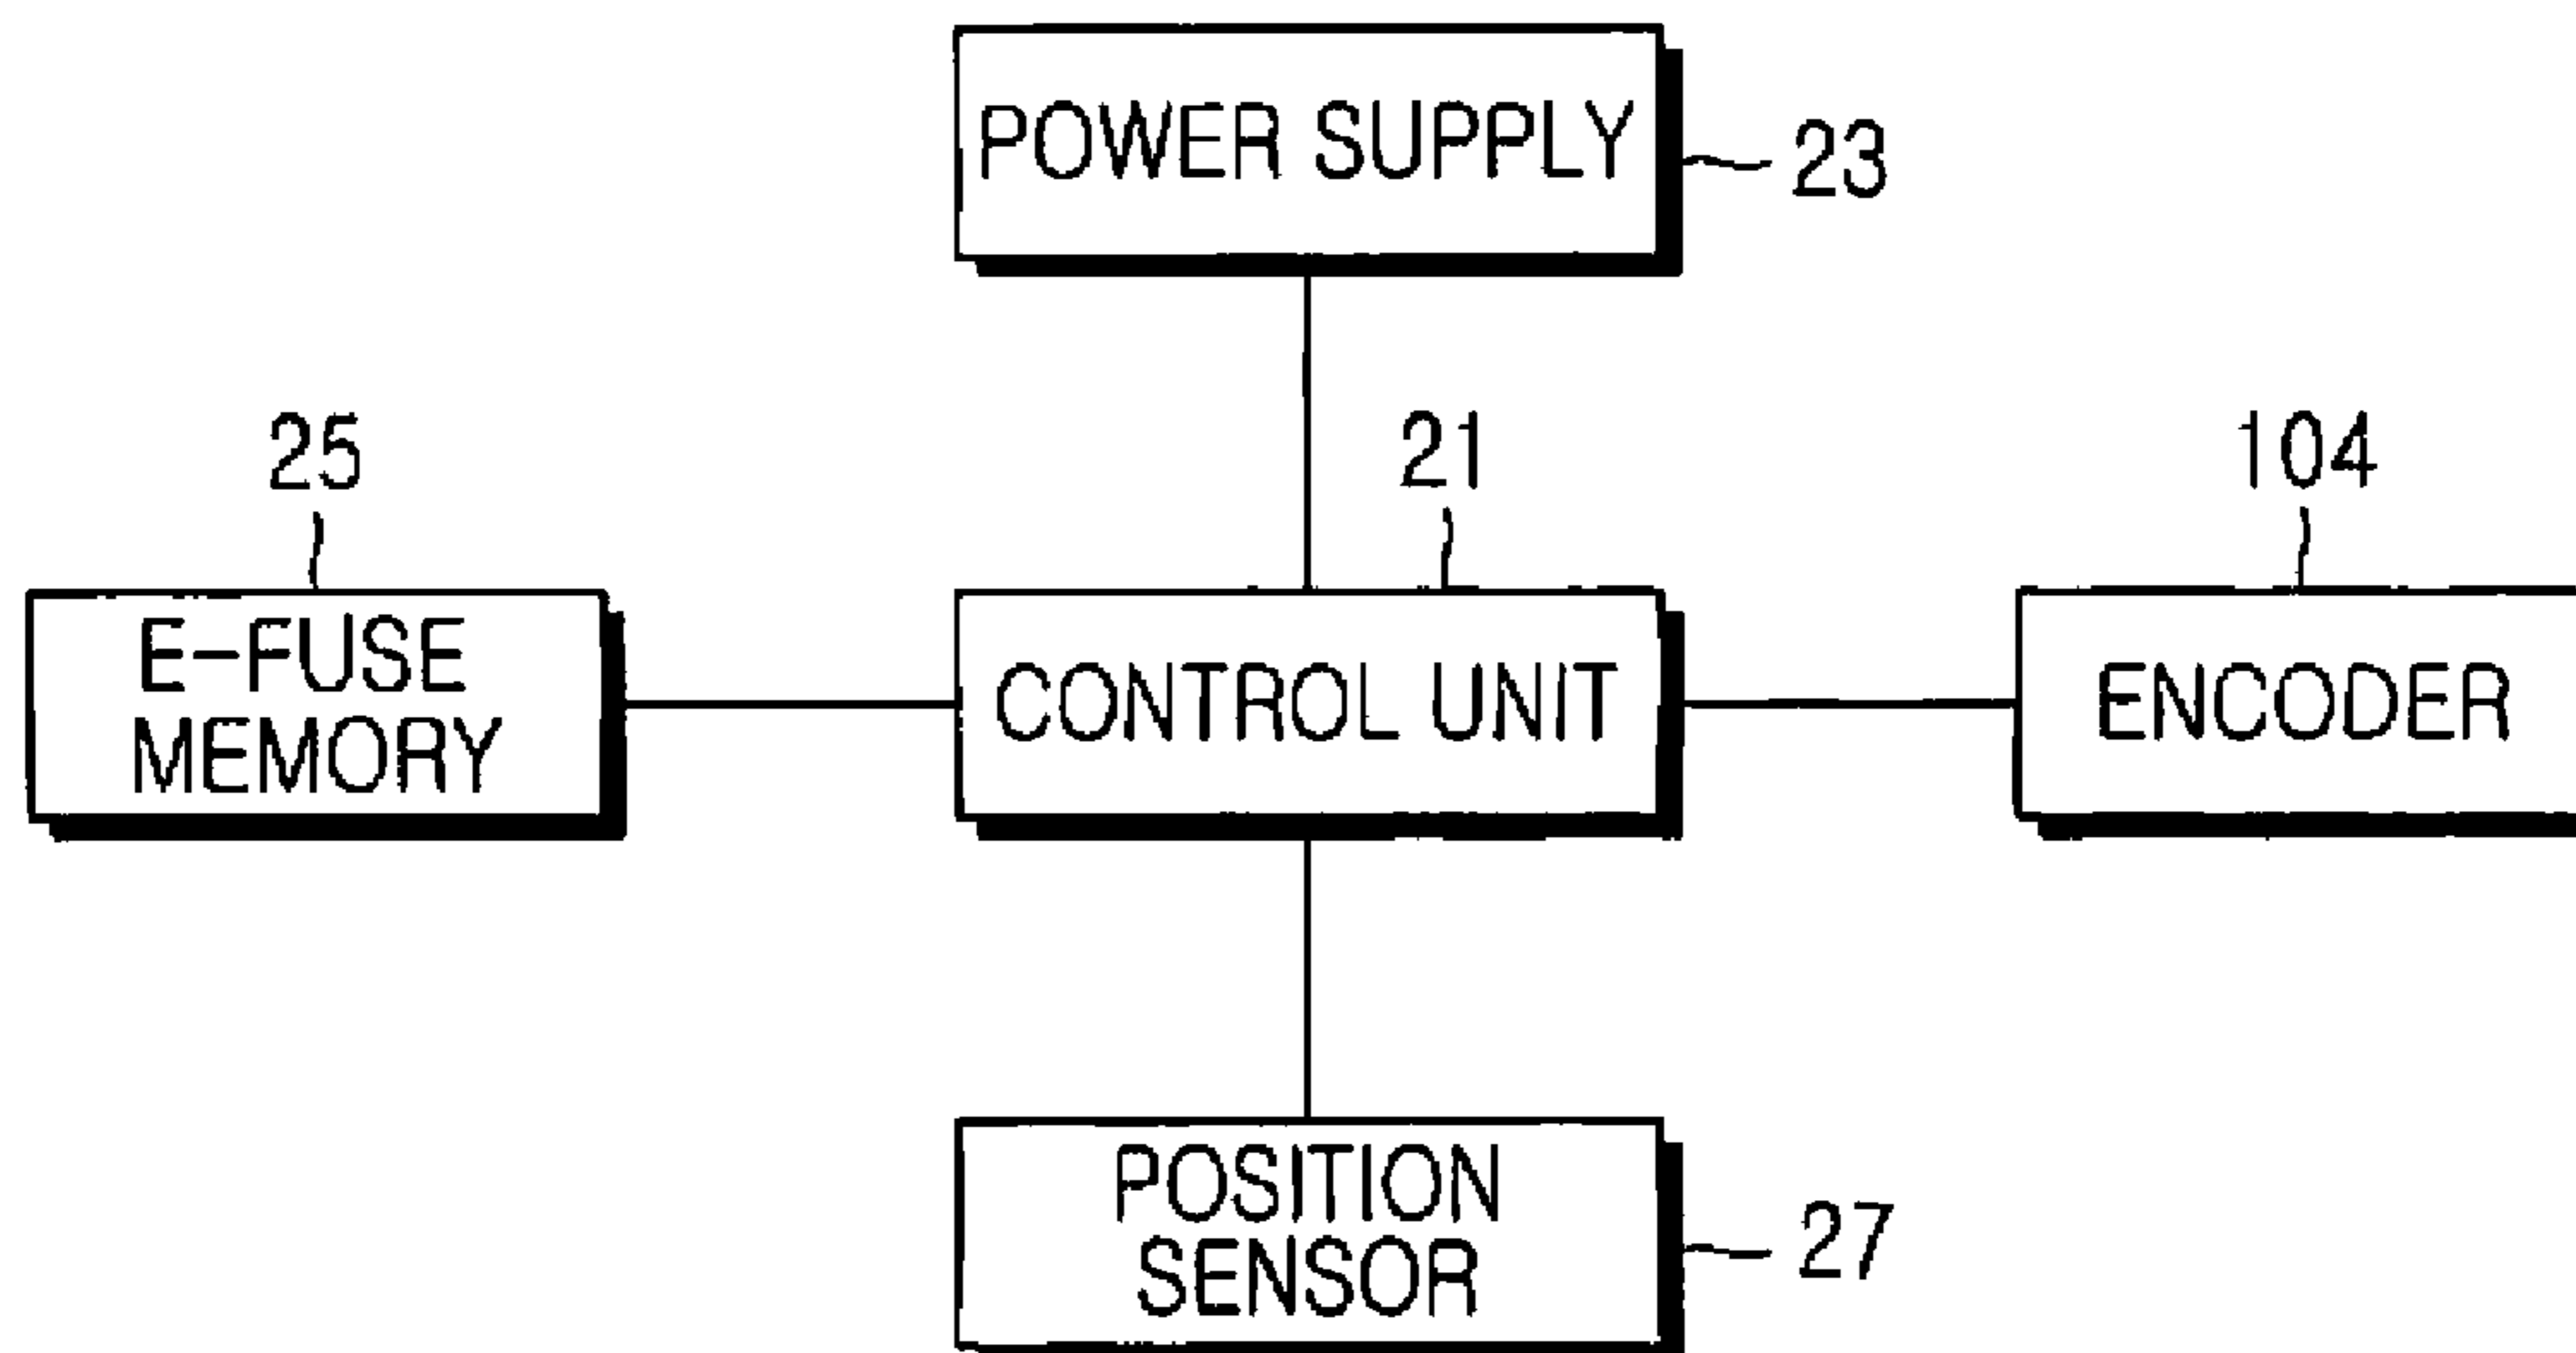 POWER SUPPLY
23
25
21
104
E-FUSE
MEMORY
CONTROL UNIT
ENCODER
POSITION
SENSOR
27